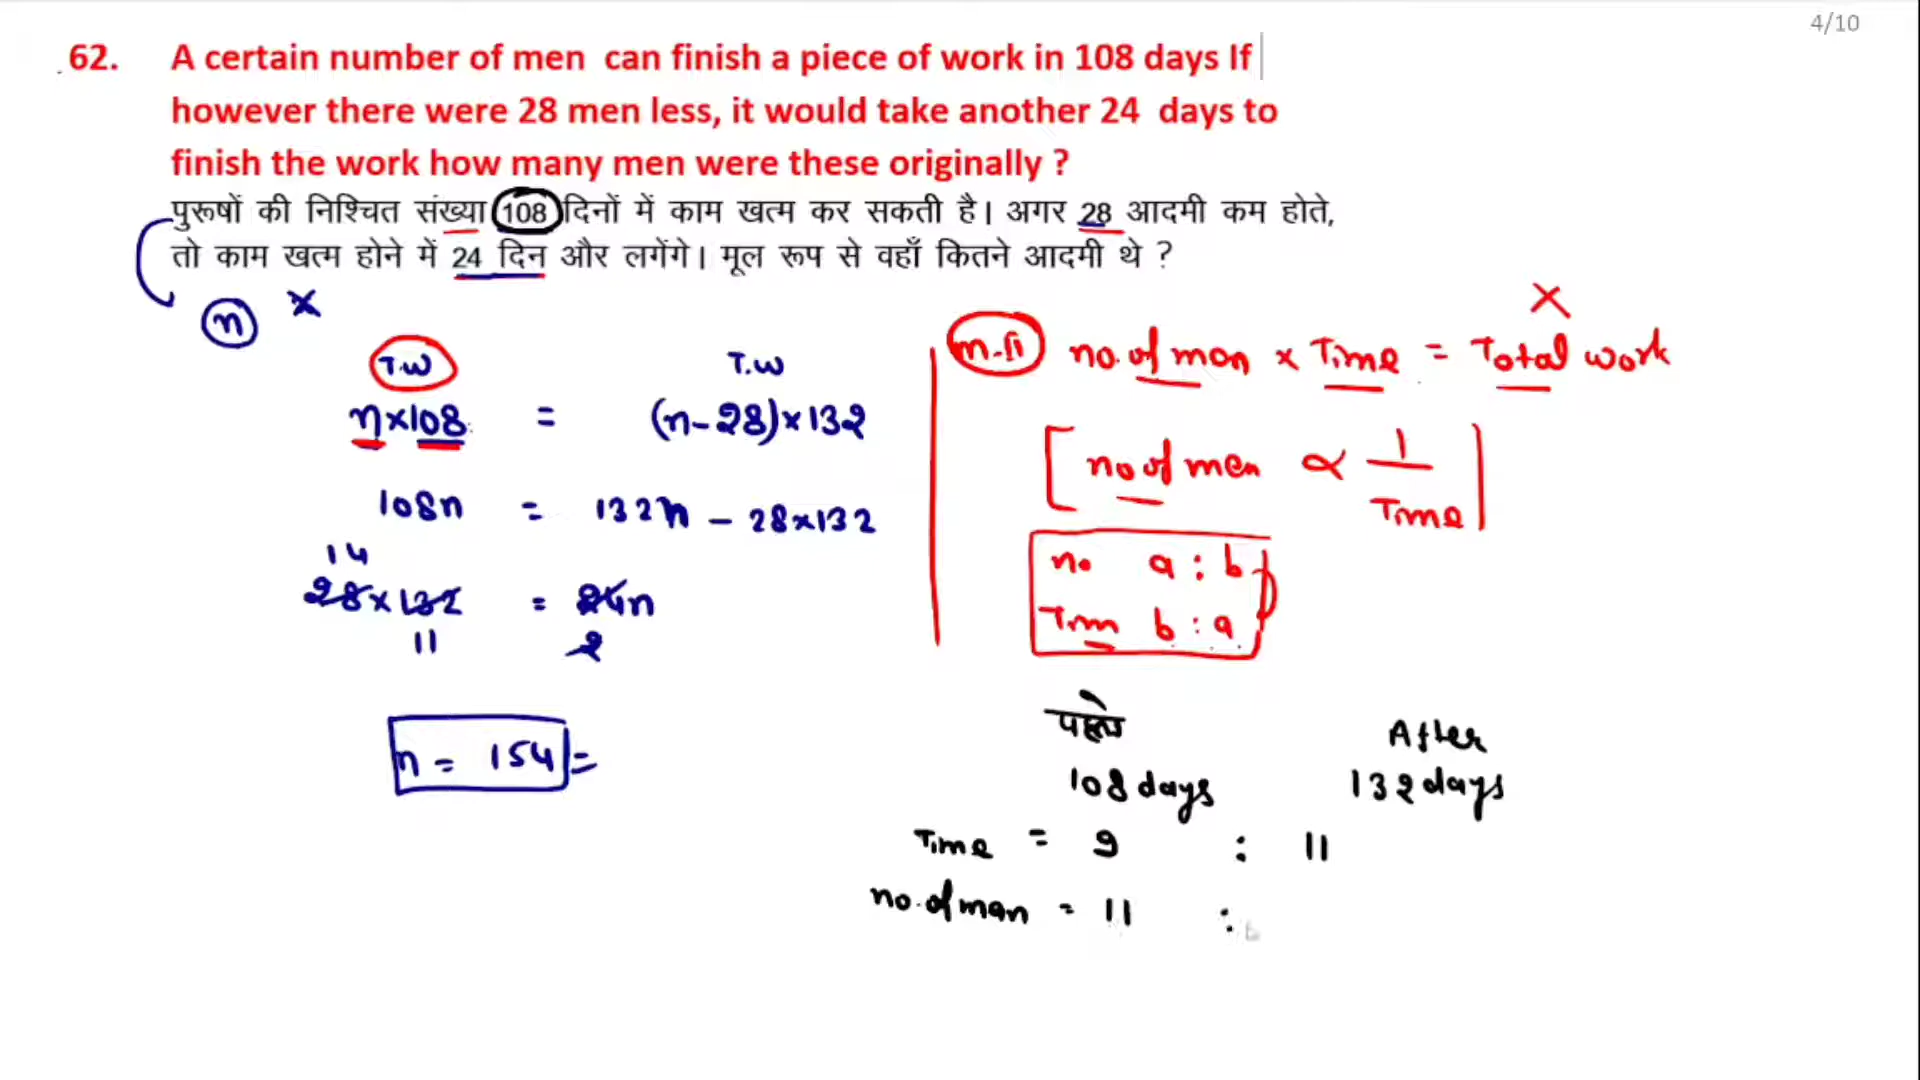 4/10
62. A certain number of men can finish a piece of work in 108 days If
however there were 28 men less, it would take another 24 days to
finish the work how many men were these originally ?
पुरूषों की निश्चित संख्या 108 दिनों में काम खत्म कर सकती है। अगर 28 आदमी कम होते,
तो काम खत्म होने में 24 दिन और लगेंगे। मूल रूप से वहाँ कितने आदमी थे ?
n x
T.W T.W
n×108 = (n-28)×132
108n = 132n - 28×132
14
28×132 = 24n
11 2
n = 154 =
x
m-II no. of men × Time = Total work
[no of men ∝ 1
Time]
no a : b
Tim b : a
पहले After
108 days 132 days
Time = 9 : 11
no. of men = 11 :